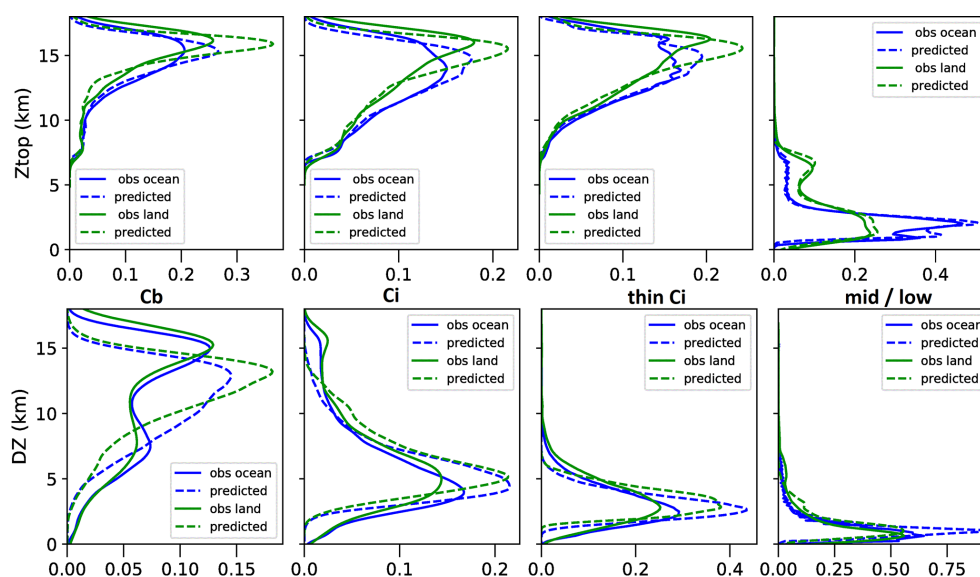 15
10
5
0
Ztop (km)
obs ocean
predicted
obs land
predicted
0.0 0.1 0.2 0.3
obs ocean
predicted
obs land
predicted
0.0 0.1 0.2
obs ocean
predicted
obs land
predicted
0.0 0.1 0.2
15
10
5
0
obs ocean
predicted
obs land
predicted
0.0 0.2 0.4
Cb Ci thin Ci mid / low
15
10
5
0
DZ (km)
obs ocean
predicted
obs land
predicted
0.00 0.05 0.10 0.15
obs ocean
predicted
obs land
predicted
0.0 0.1 0.2
obs ocean
predicted
obs land
predicted
0.0 0.2 0.4
obs ocean
predicted
obs land
predicted
0.00 0.25 0.50 0.75